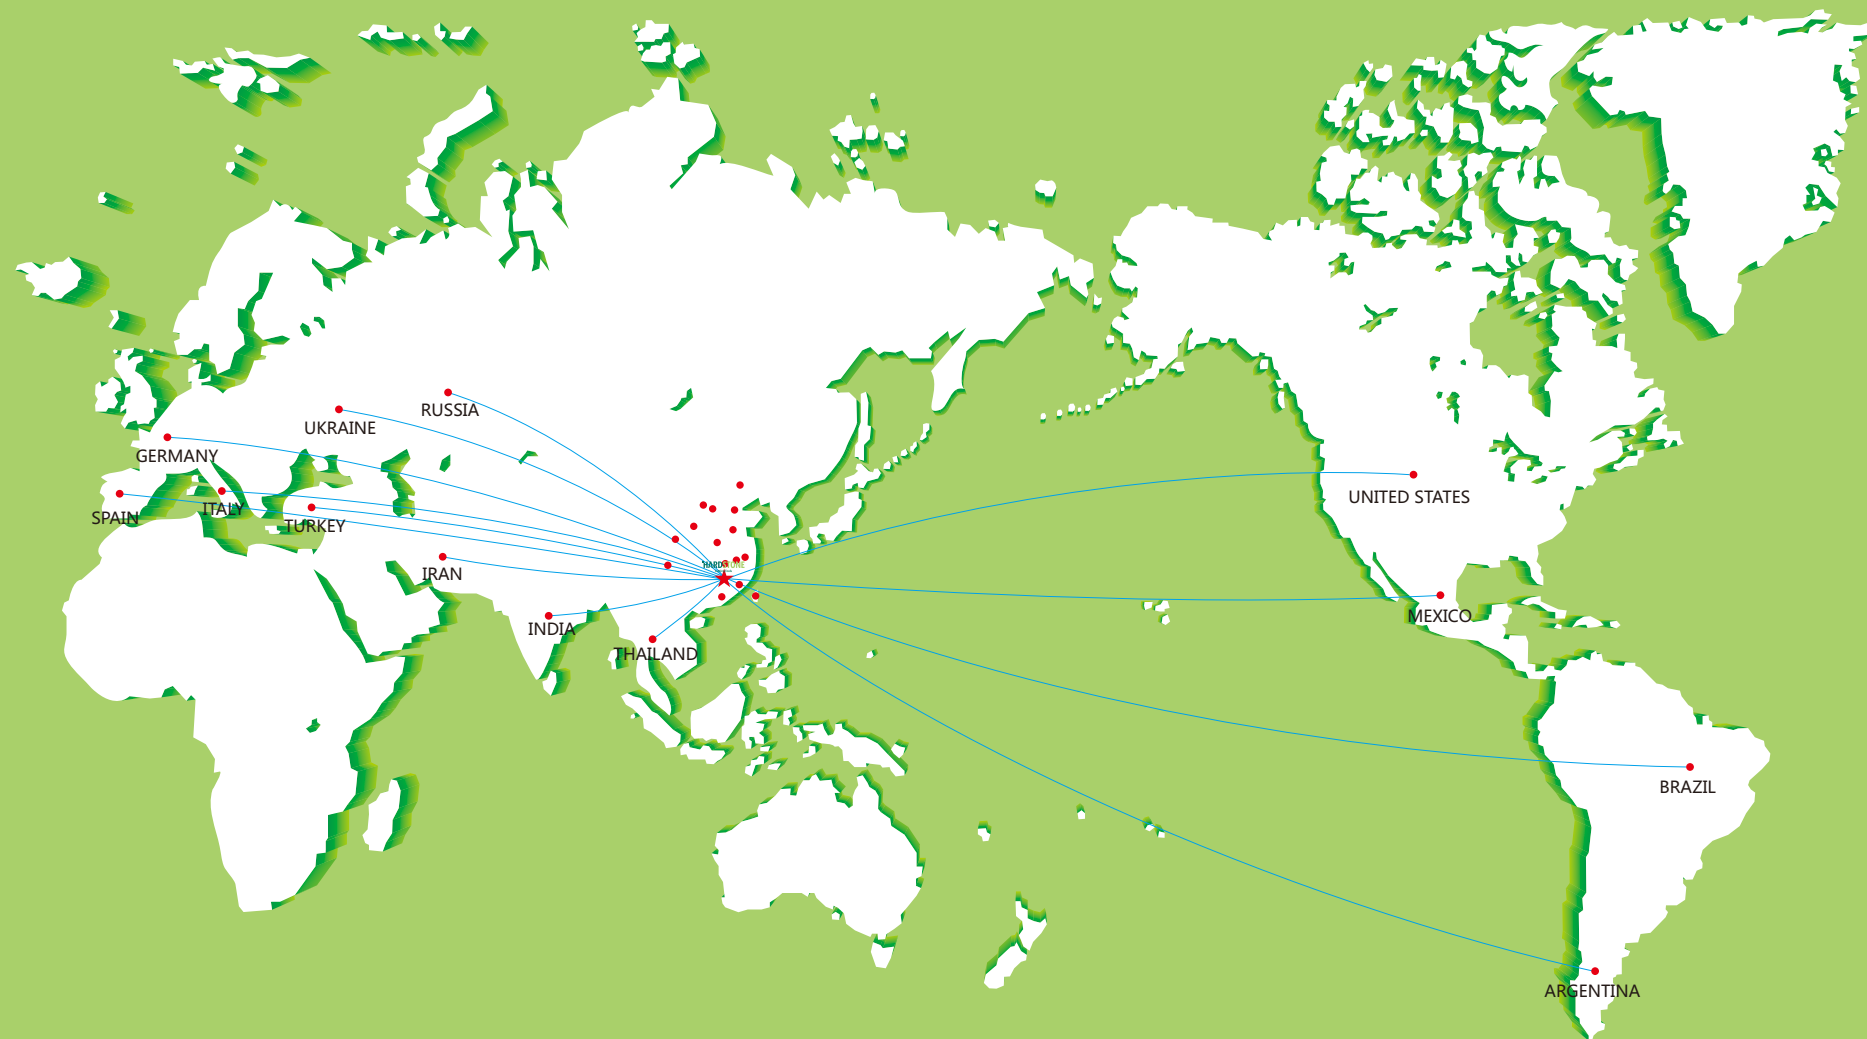 RUSSIA
UKRAINE
GERMANY
UNITED STATES
SPAIN
ITALY
TURKEY
IRAN
MEXICO
INDIA
THAILAND
BRAZIL
ARGENTINA